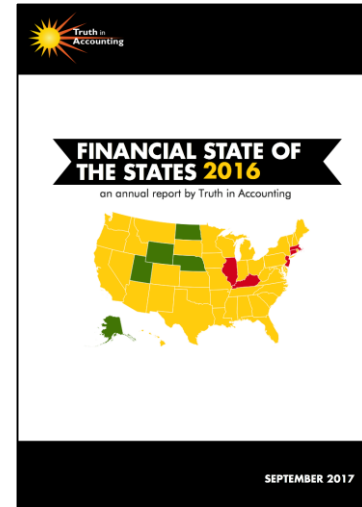 Truth in
Accounting
FINANCIAL STATE OF
THE STATES 2016
an annual report by Truth in Accounting
SEPTEMBER 2017